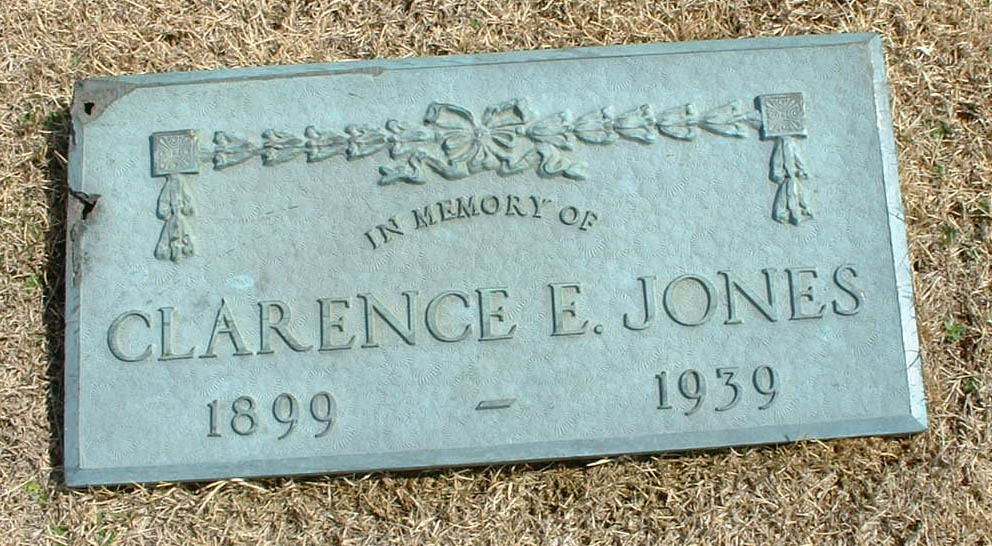 IN MEMORY OF
CLARENCE E. JONES
1899 – 1939